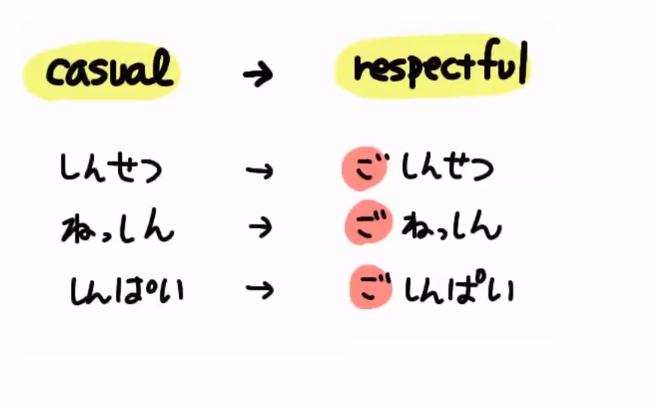 casual → respectful
しんせつ → ごしんせつ
ねっしん → ごねっしん
しんぱい → ごしんぱい